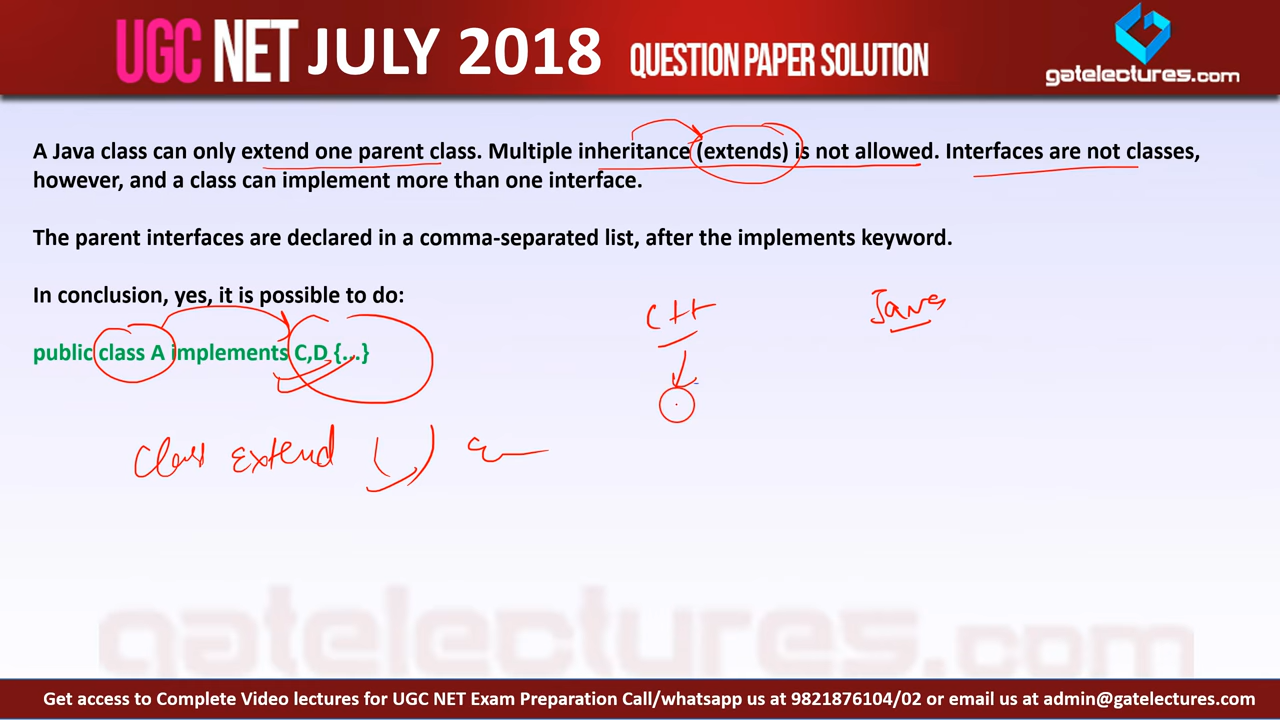 UGC NET JULY 2018 QUESTION PAPER SOLUTION
gatelectures.com
A Java class can only extend one parent class. Multiple inheritance (extends) is not allowed. Interfaces are not classes,
however, and a class can implement more than one interface.
The parent interfaces are declared in a comma-separated list, after the implements keyword.
In conclusion, yes, it is possible to do:
C++ Java
public class A implements C,D {...}
Class extend ( )
gatelectures.com
Get access to Complete Video lectures for UGC NET Exam Preparation Call/whatsapp us at 9821876104/02 or email us at admin@gatelectures.com